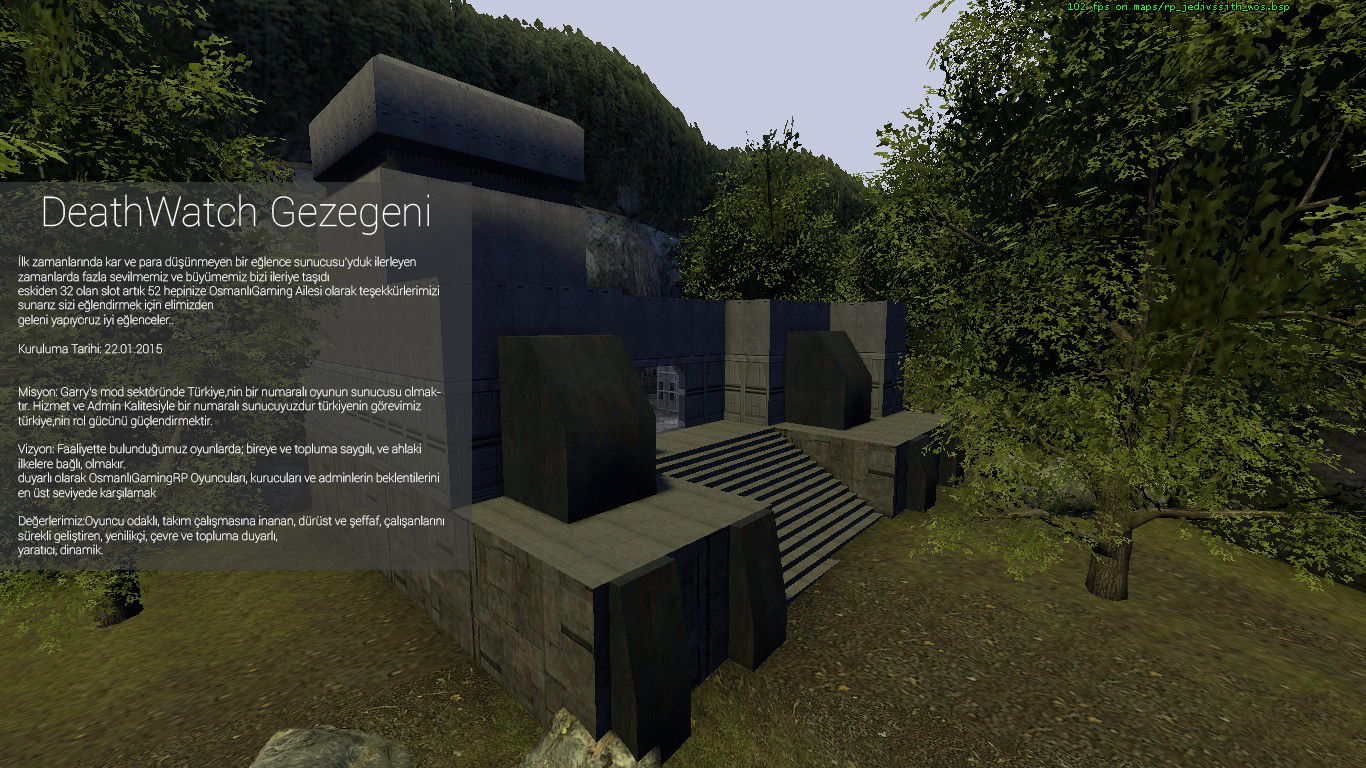 102 fps on maps/rp_jedivssith_wos.bsp
DeathWatch Gezegeni
İlk zamanlarında kar ve para düşünmeyen bir eğlence sunucusu'yduk ilerleyen
zamanlarda fazla sevilmemiz ve büyümemiz bizi ileriye taşıdı
eskiden 32 olan slot artık 52 hepinize OsmanlıGaming Ailesi olarak teşekkürlerimizi
sunarız sizi eğlendirmek için elimizden
geleni yapıyoruz iyi eğlenceler..
Kuruluma Tarihi: 22.01.2015
Misyon: Garry's mod sektöründe Türkiye,nin bir numaralı oyunun sunucusu olmak-
tır. Hizmet ve Admin Kalitesiyle bir numaralı sunucuyuzdur türkiyenin görevimiz
türkiye,nin rol gücünü güçlendirmektir.
Vizyon: Faaliyette bulunduğumuz oyunlarda; bireye ve topluma saygılı, ve ahlaki
ilkelere bağlı, olmakır.
duyarlı olarak OsmanlıGamingRP Oyuncuları, kurucuları ve adminlerin beklentilerini
en üst seviyede karşılamak
Değerlerimiz:Oyuncu odaklı, takım çalışmasına inanan, dürüst ve şeffaf, çalışanlarını
sürekli geliştiren, yenilikçi, çevre ve topluma duyarlı,
yaratıcı, dinamik.